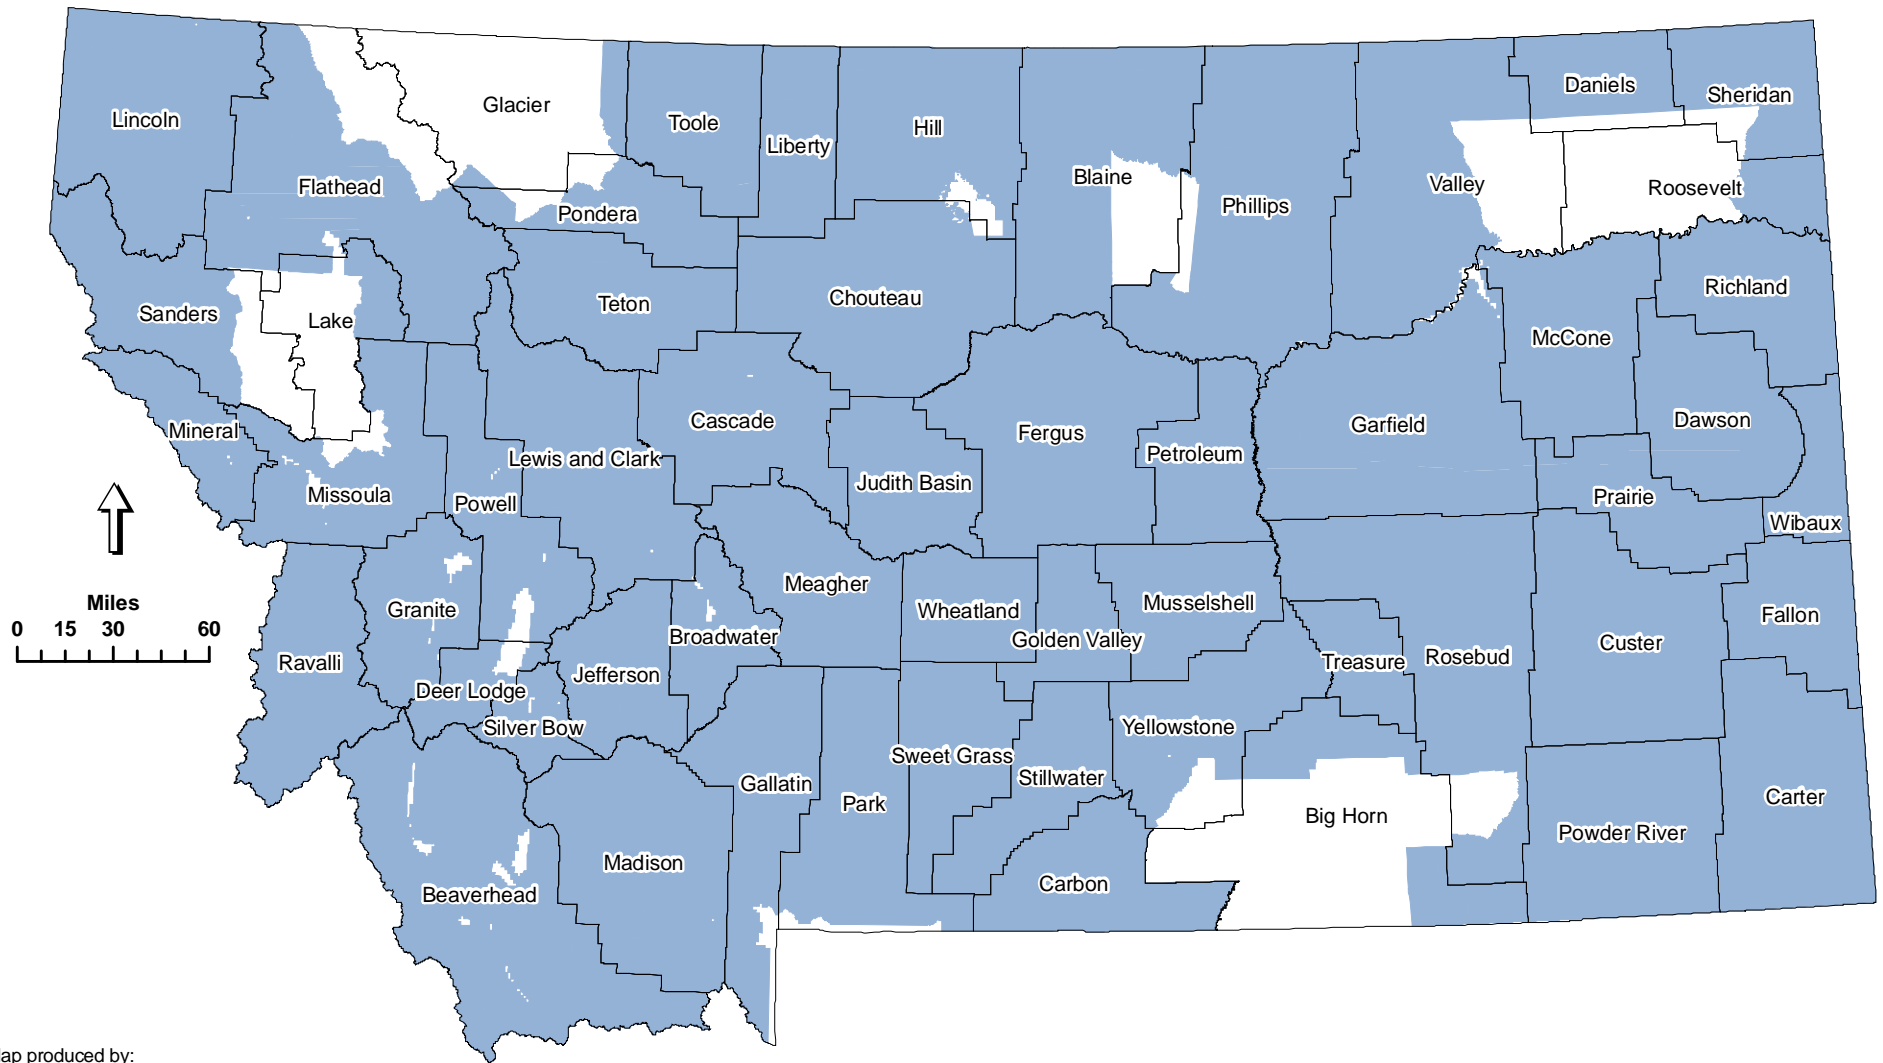 Daniels
Sheridan
Glacier
Lincoln
Toole
Hill
Liberty
Blaine
Flathead
Valley
Roosevelt
Phillips
Pondera
Richland
Chouteau
Teton
Sanders
Lake
McCone
Cascade
Dawson
Garfield
Mineral
Fergus
Petroleum
Lewis and Clark
Judith Basin
Missoula
Prairie
Powell
Wibaux
Meagher
Miles
0 15 30 60
Granite
Wheatland
Musselshell
Fallon
Broadwater
Golden Valley
Custer
Ravalli
Treasure
Rosebud
Jefferson
Deer Lodge
Silver Bow
Yellowstone
Sweet Grass
Stillwater
Gallatin
Park
Carter
Big Horn
Powder River
Madison
Carbon
Beaverhead
ap produced by: